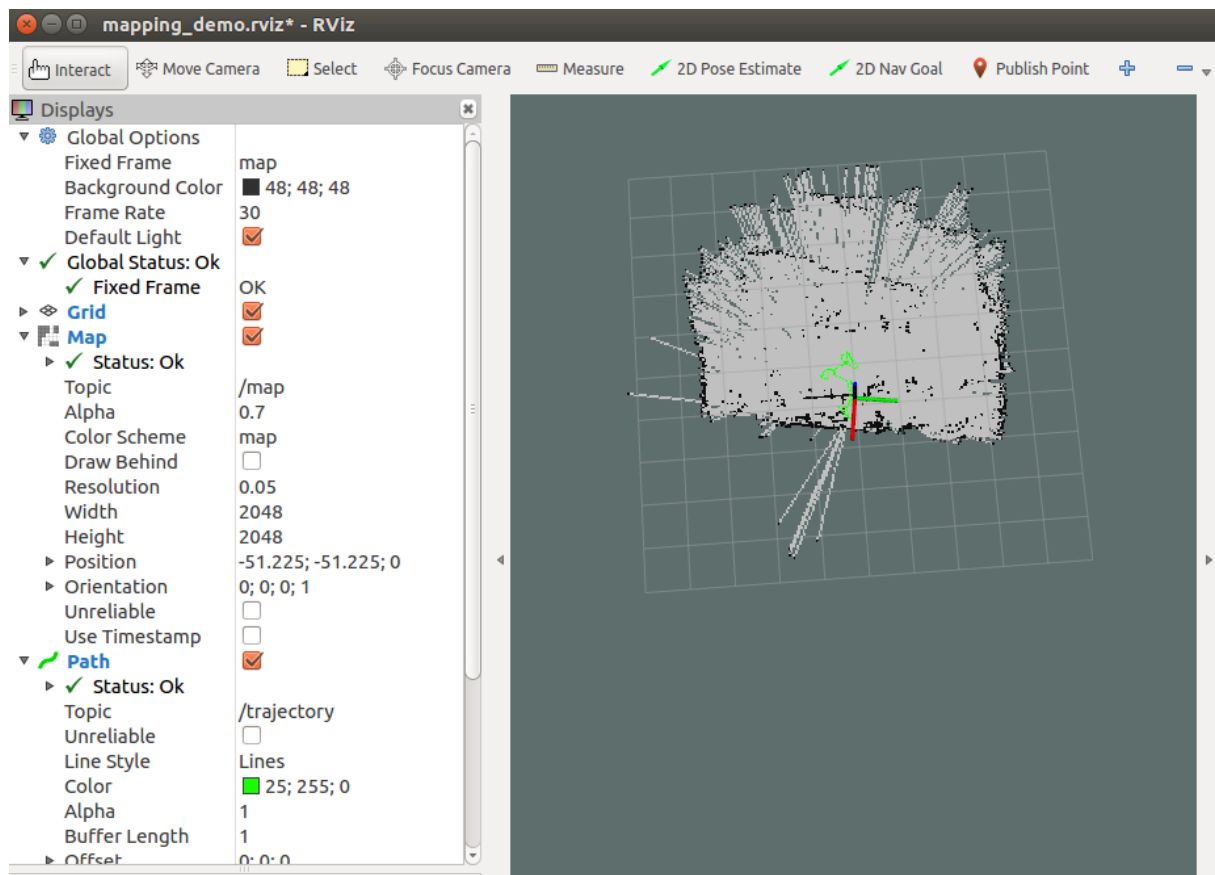 mapping_demo.rviz* - RViz
Interact Move Camera Select Focus Camera Measure 2D Pose Estimate 2D Nav Goal Publish Point
Displays
Global Options
Fixed Frame map
Background Color 48; 48; 48
Frame Rate 30
Default Light
Global Status: Ok
Fixed Frame OK
Grid
Map
Status: Ok
Topic /map
Alpha 0.7
Color Scheme map
Draw Behind
Resolution 0.05
Width 2048
Height 2048
Position -51.225; -51.225; 0
Orientation 0; 0; 0; 1
Unreliable
Use Timestamp
Path
Status: Ok
Topic /trajectory
Unreliable
Line Style Lines
Color 25; 255; 0
Alpha 1
Buffer Length 1
Offset 0; 0; 0